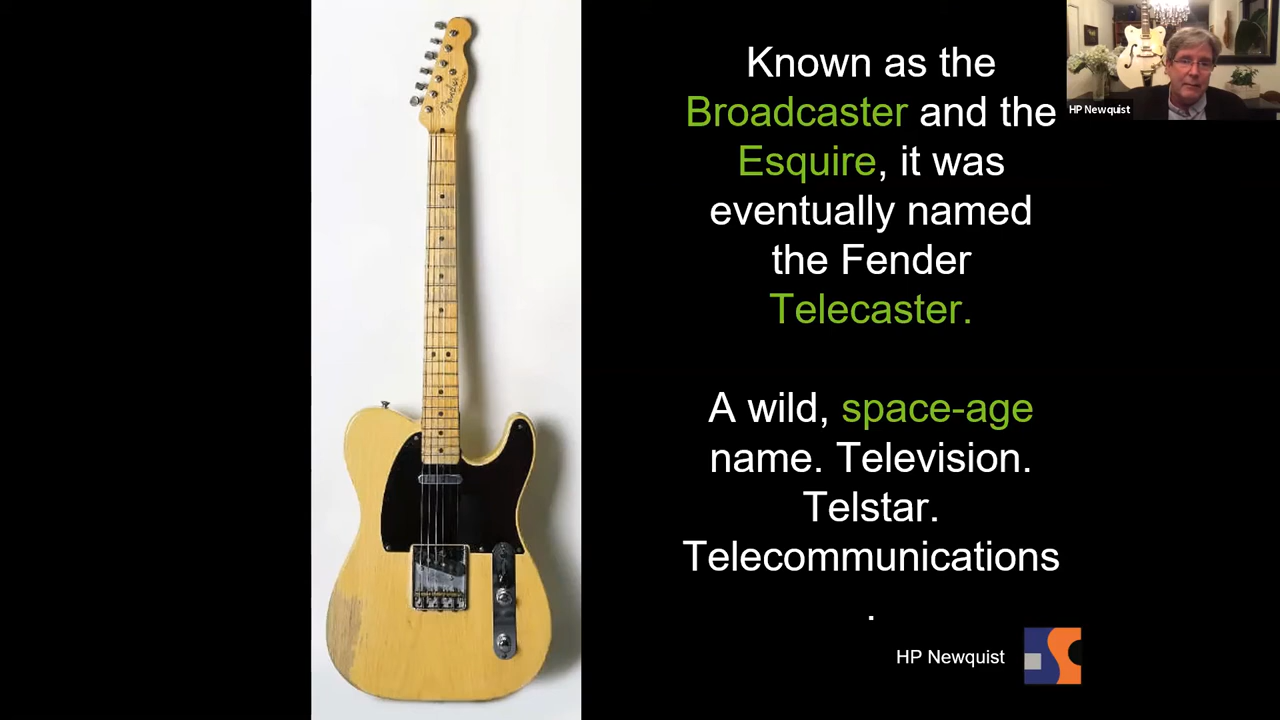 Known as the
Broadcaster and the
Esquire, it was
eventually named
the Fender
Telecaster.
A wild, space-age
name. Television.
Telstar.
Telecommunications
.
HP Newquist
HP Newquist
Fender